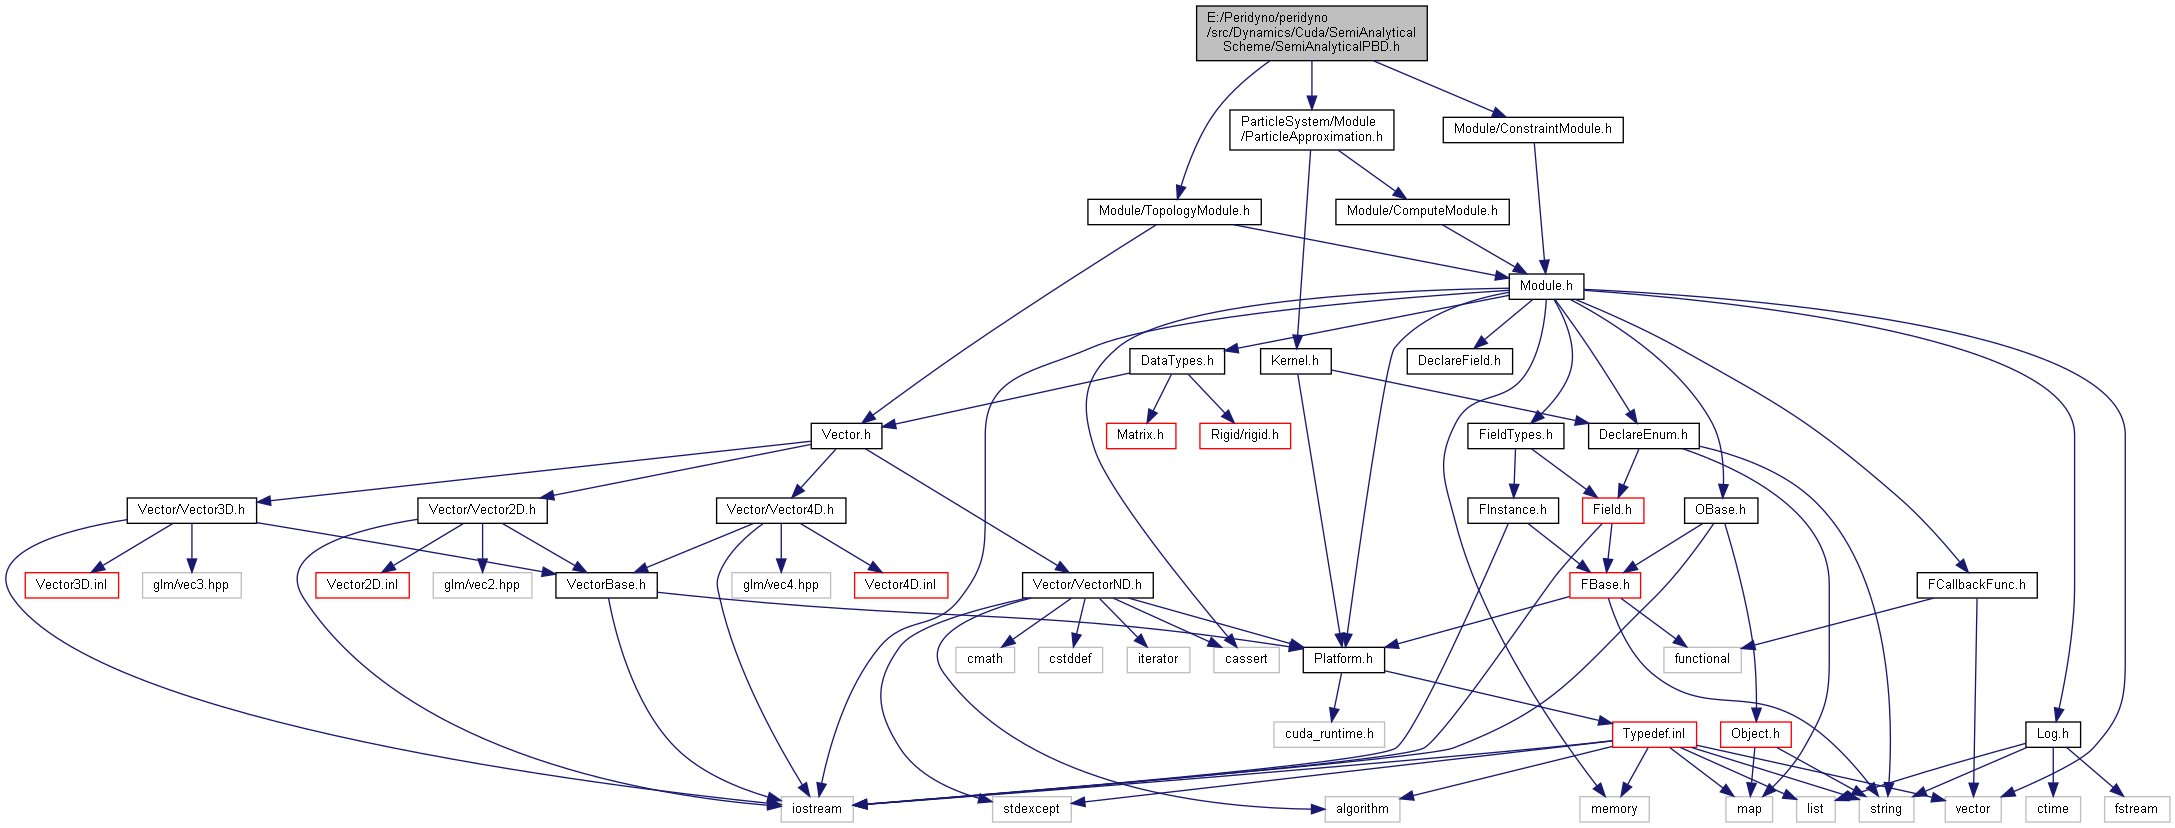 E:/Peridyno/peridyno
/src/Dynamics/Cuda/SemiAnalytical
Scheme/SemiAnalyticalPBD.h
ParticleSystem/Module
/ParticleApproximation.h
Module/ConstraintModule.h
Module/TopologyModule.h
Module/ComputeModule.h
Module.h
DataTypes.h
Kernel.h
DeclareField.h
Vector.h
Matrix.h
Rigid/rigid.h
FieldTypes.h
DeclareEnum.h
Vector/Vector3D.h
Vector/Vector2D.h
Vector/Vector4D.h
FInstance.h
Field.h
OBase.h
Vector3D.inl
glm/vec3.hpp
Vector2D.inl
glm/vec2.hpp
VectorBase.h
glm/vec4.hpp
Vector4D.inl
Vector/VectorND.h
FBase.h
FCallbackFunc.h
cmath
cstddef
iterator
cassert
Platform.h
functional
cuda_runtime.h
Typedef.inl
Object.h
Log.h
iostream
stdexcept
algorithm
memory
map
list
string
vector
ctime
fstream